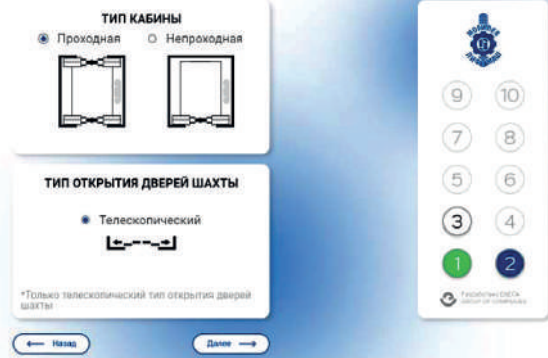 ТИП КАБИНЫ
Проходная Непроходная
ТИП ОТКРЫТИЯ ДВЕРЕЙ ШАХТЫ
Телескопический
*Только телескопический тип открытия дверей
шахты
← Назад Далее →
9 10
7 8
5 6
3 4
1 2